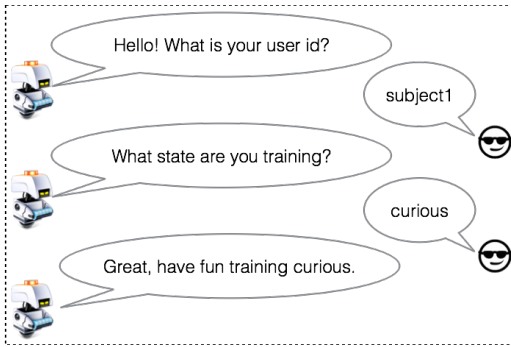 Hello! What is your user id?
subject1
What state are you training?
curious
Great, have fun training curious.